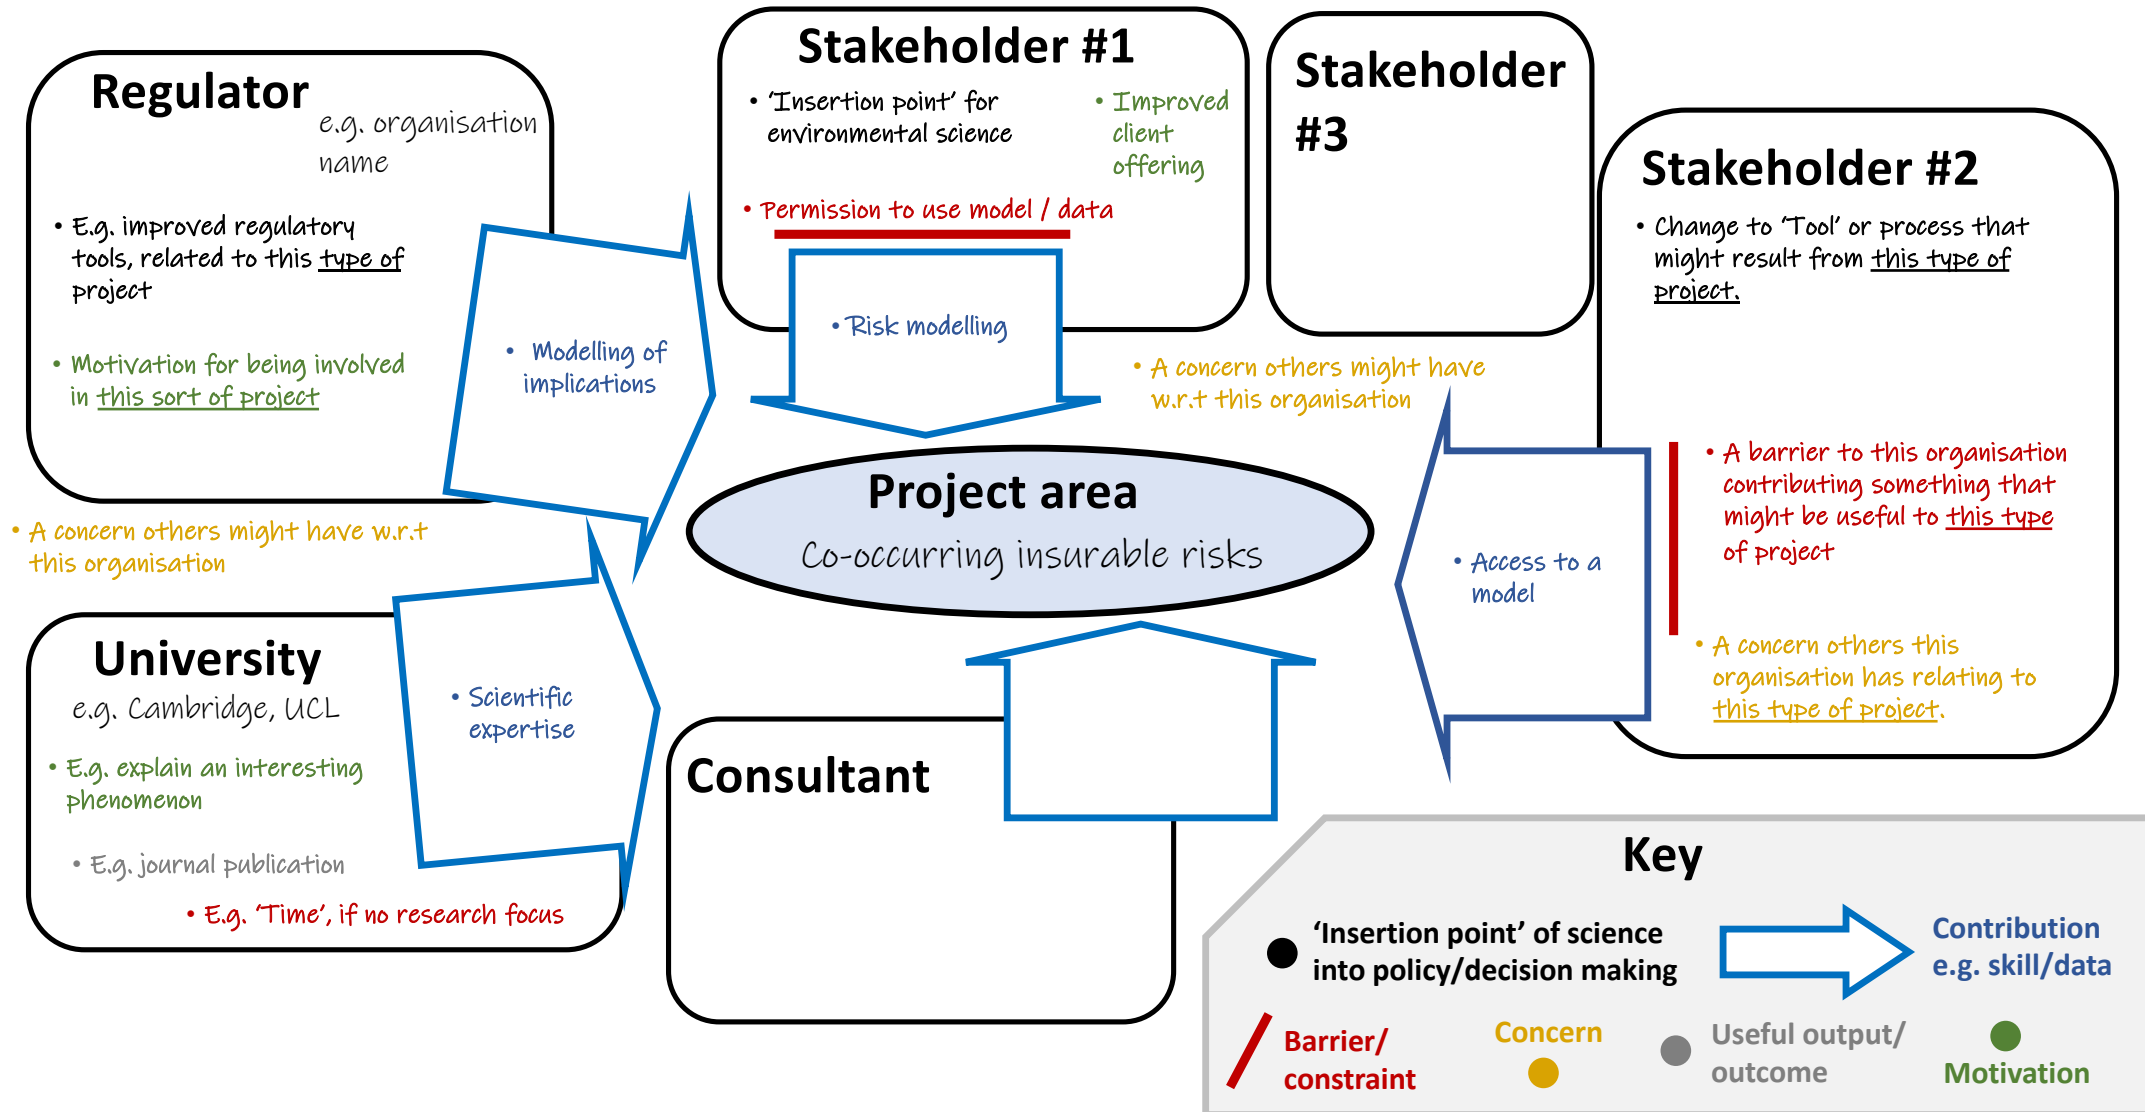 Regulator
e.g. organisation
name
• E.g. improved regulatory
tools, related to this type of
project
• Motivation for being involved
in this sort of project
• Modelling of
implications
• A concern others might have w.r.t
this organisation
Stakeholder #1
• 'Insertion point' for
environmental science
• Improved
client
offering
• Permission to use model / data
• Risk modelling
Stakeholder
#3
• A concern others might have
w.r.t this organisation
Stakeholder #2
• Change to 'Tool' or process that
might result from this type of
project.
• A barrier to this organisation
contributing something that
might be useful to this type
of project
• A concern others this
organisation has relating to
this type of project.
• Access to a
model
Project area
Co-occurring insurable risks
University
e.g. Cambridge, UCL
• E.g. explain an interesting
phenomenon
• E.g. journal publication
• E.g. 'Time', if no research focus
• Scientific
expertise
Consultant
Key
'Insertion point' of science
into policy/decision making
Contribution
e.g. skill/data
Barrier/
constraint
Concern
Useful output/
outcome
Motivation